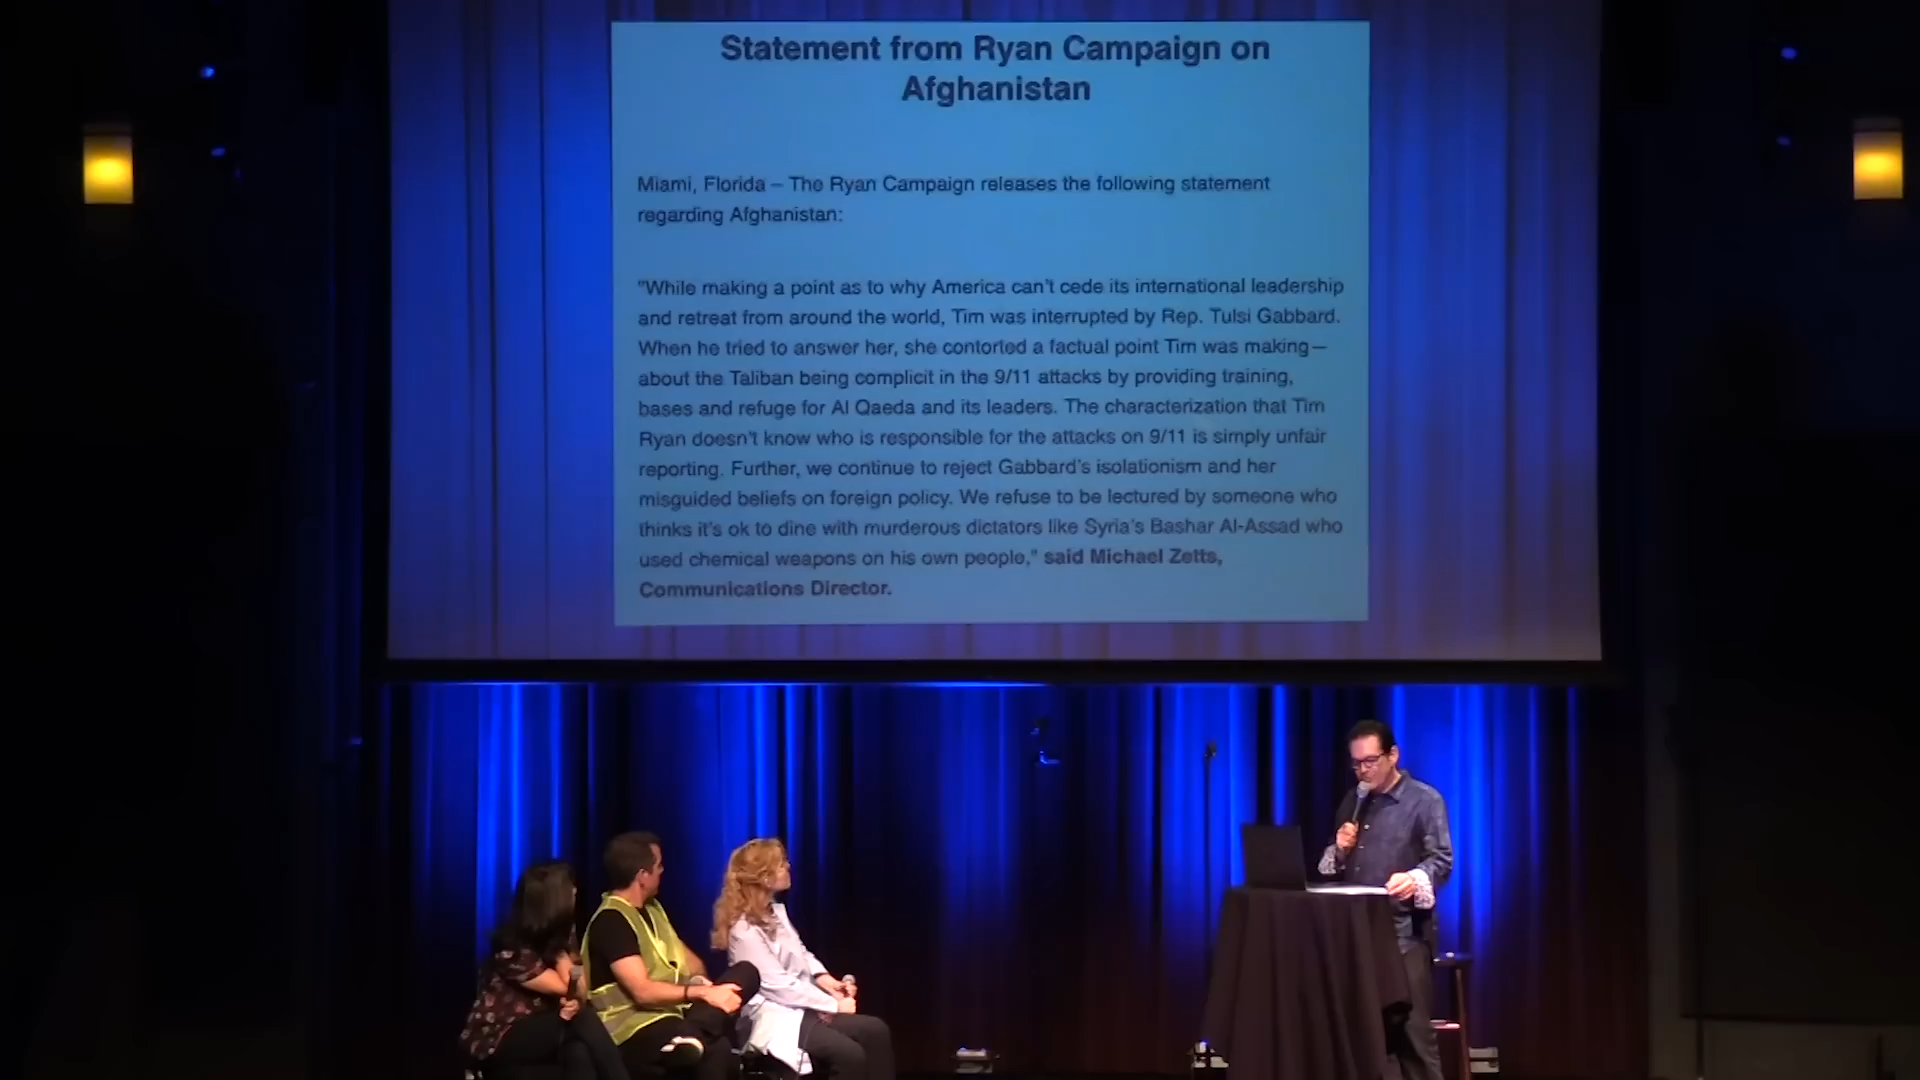 Statement from Ryan Campaign on
Afghanistan
Miami, Florida – The Ryan Campaign releases the following statement
regarding Afghanistan:
"While making a point as to why America can't cede its international leadership
and retreat from around the world, Tim was interrupted by Rep. Tulsi Gabbard.
When he tried to answer her, she contorted a factual point Tim was making—
about the Taliban being complicit in the 9/11 attacks by providing training,
bases and refuge for Al Qaeda and its leaders. The characterization that Tim
Ryan doesn't know who is responsible for the attacks on 9/11 is simply unfair
reporting. Further, we continue to reject Gabbard's isolationism and her
misguided beliefs on foreign policy. We refuse to be lectured by someone who
thinks it's ok to dine with murderous dictators like Syria's Bashar Al-Assad who
used chemical weapons on his own people," said Michael Zetts,
Communications Director.